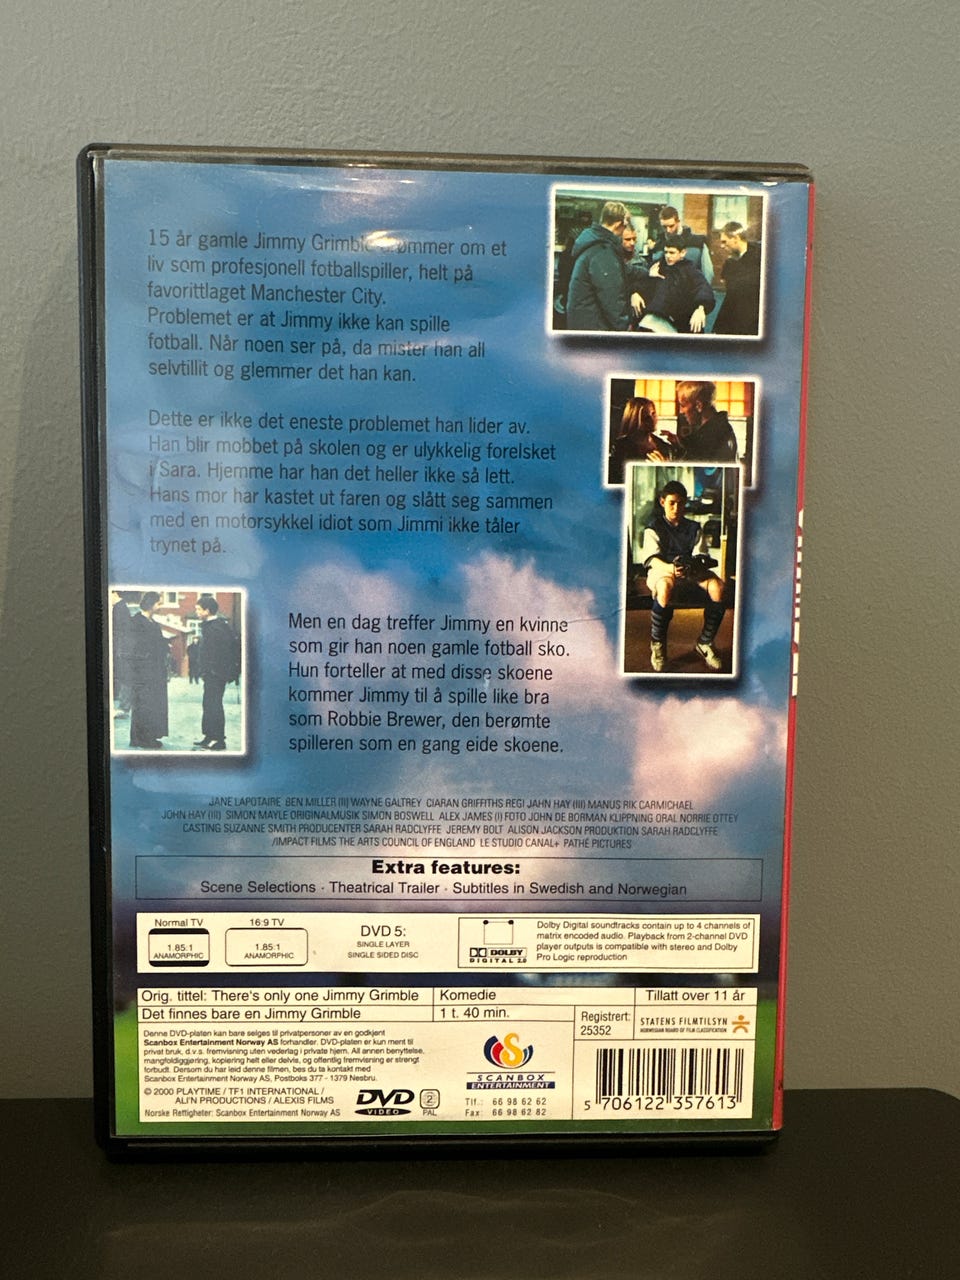 15 år gamle Jimmy Grimble drømmer om et
liv som profesjonell fotballspiller, helt på
favorittlaget Manchester City.
Problemet er at Jimmy ikke kan spille
fotball. Når noen ser på, da mister han all
selvtillit og glemmer det han kan.
Dette er ikke det eneste problemet han lider av.
Han blir mobbet på skolen og er ulykkelig forelsket
i Sara. Hjemme har han det heller ikke så lett.
Hans mor har kastet ut faren og slått seg sammen
med en motorsykkel idiot som Jimmi ikke tåler
trynet på.
Men en dag treffer Jimmy en kvinne
som gir han noen gamle fotball sko.
Hun forteller at med disse skoene
kommer Jimmy til å spille like bra
som Robbie Brewer, den berømte
spilleren som en gang eide skoene.
JANE LAPOTAIRE BEN MILLER (II) WAYNE GALTREY CIARAN GRIFFITHS REGI JAHN HAY (III) MANUS RIK CARMICHAEL
JOHN HAY (III) SIMON MAYLE ORIGINALMUSIK SIMON BOSWELL ALEX JAMES (I) FOTO JOHN DE BORMAN KLIPPNING ORAL NORRIE OTTEY
CASTING SUZANNE SMITH PRODUCENTER SARAH RADCLYFFE JEREMY BOLT ALISON JACKSON PRODUKTION SARAH RADCLYFFE
/IMPACT FILMS THE ARTS COUNCIL OF ENGLAND LE STUDIO CANAL+ PATHÉ PICTURES
Extra features:
Scene Selections · Theatrical Trailer · Subtitles in Swedish and Norwegian
Normal TV
1.85:1
ANAMORPHIC
16:9 TV
1.85:1
ANAMORPHIC
DVD 5:
SINGLE LAYER
SINGLE SIDED DISC
DOLBY
DIGITAL 2.0
Dolby Digital soundtracks contain up to 4 channels of
matrix encoded audio. Playback from 2-channel DVD
player outputs is compatible with stereo and Dolby
Pro Logic reproduction
Orig. tittel: There's only one Jimmy Grimble
Komedie
Tillatt over 11 år
Det finnes bare en Jimmy Grimble
1 t. 40 min.
Registrert:
25352
STATENS FILMTILSYN
NORWEGIAN BOARD OF FILM CLASSIFICATION
Denne DVD-platen kan bare selges til privatpersoner av en godkjent
Scanbox Entertainment Norway AS forhandler. DVD-platen er kun ment til
privat bruk, d.v.s. fremvisning uten vederlag i private hjem. All annen benyttelse,
mangfoldiggjøring, kopiering helt eller delvis, og offentlig fremvisning er strengt
forbudt. Dersom du har leid denne filmen, bes du ta kontakt med
Scanbox Entertainment Norway AS, Postboks 377 - 1379 Nesbru.
© 2000 PLAYTIME / TF1 INTERNATIONAL /
ALI'N PRODUCTIONS / ALEXIS FILMS
Norske Rettigheter: Scanbox Entertainment Norway AS
DVD
VIDEO
2
PAL
SCANBOX
ENTERTAINMENT
Tlf.: 66 98 62 62
Fax: 66 98 62 82
5 706122 357613